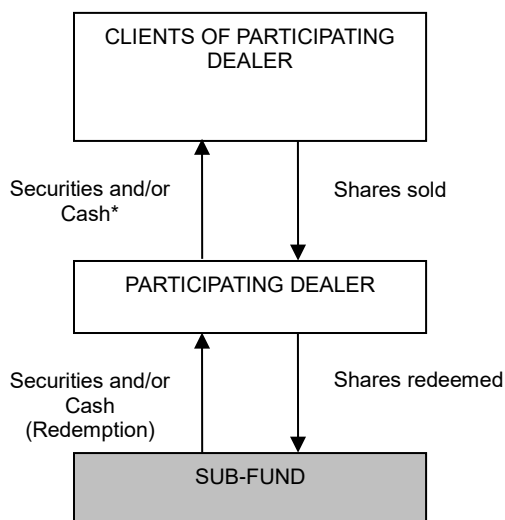 CLIENTS OF PARTICIPATING
DEALER
Securities and/or
Cash*
Shares sold
PARTICIPATING DEALER
Securities and/or
Cash
(Redemption)
Shares redeemed
SUB-FUND